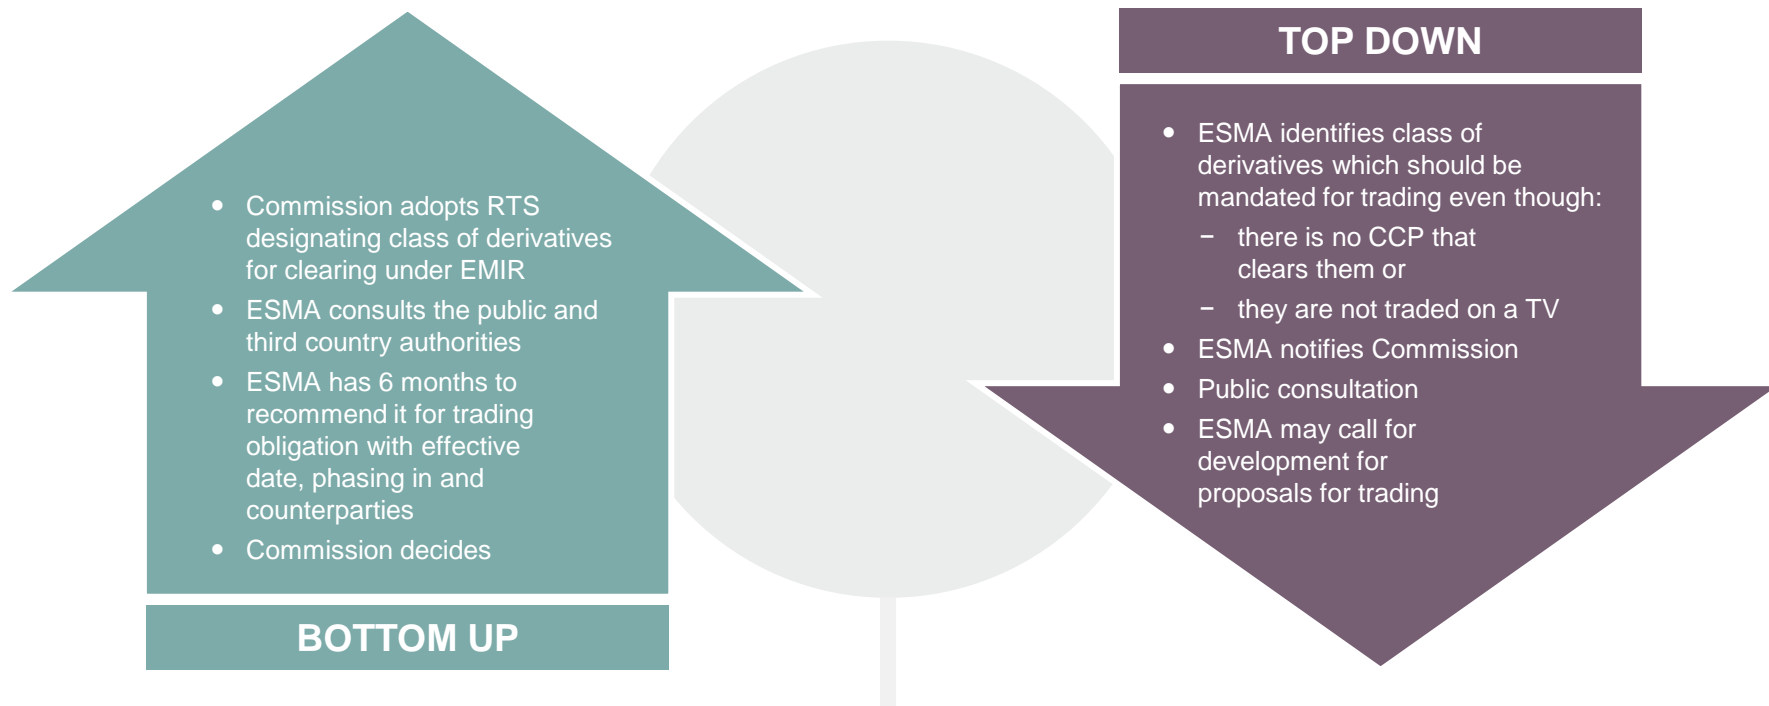 • Commission adopts RTS
designating class of derivatives
for clearing under EMIR
• ESMA consults the public and
third country authorities
• ESMA has 6 months to
recommend it for trading
obligation with effective
date, phasing in and
counterparties
• Commission decides
BOTTOM UP
TOP DOWN
• ESMA identifies class of
derivatives which should be
mandated for trading even though:
− there is no CCP that
clears them or
− they are not traded on a TV
• ESMA notifies Commission
• Public consultation
• ESMA may call for
development for
proposals for trading